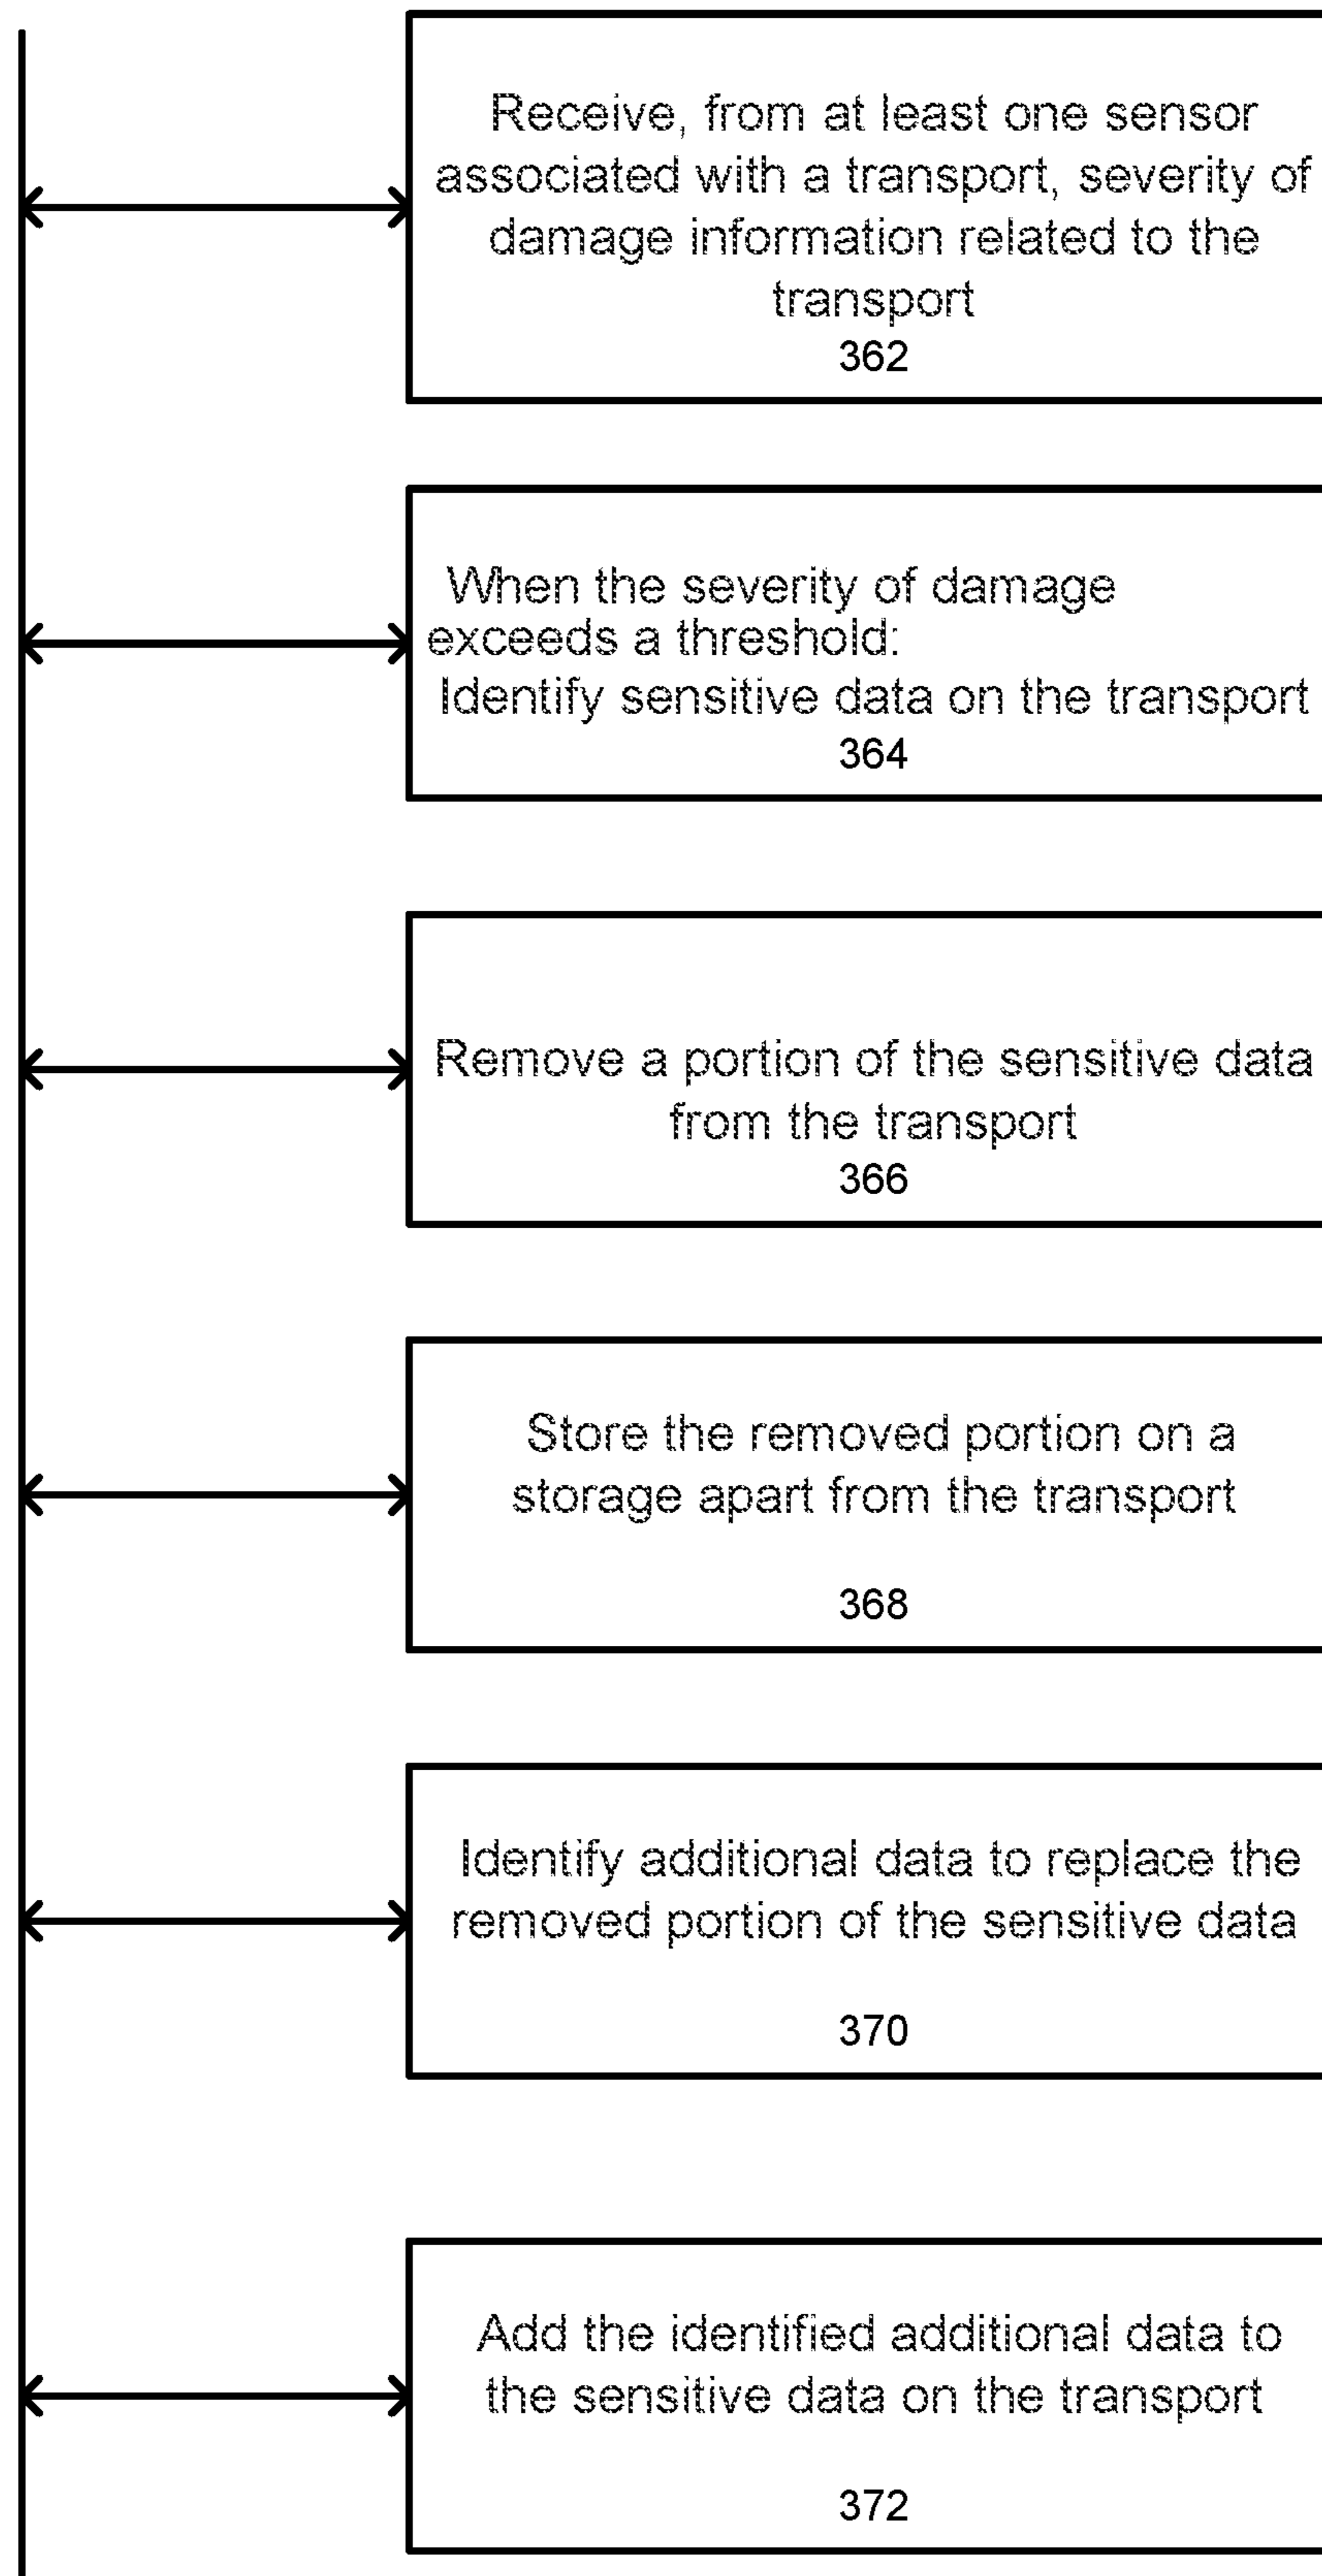 Receive, from at least one sensor
associated with a transport, severity of
damage information related to the
transport
362
When the severity of damage
exceeds a threshold:
Identify sensitive data on the transport
364
Remove a portion of the sensitive data
from the transport
366
Store the removed portion on a
storage apart from the transport
368
Identify additional data to replace the
removed portion of the sensitive data
370
Add the identified additional data to
the sensitive data on the transport
372